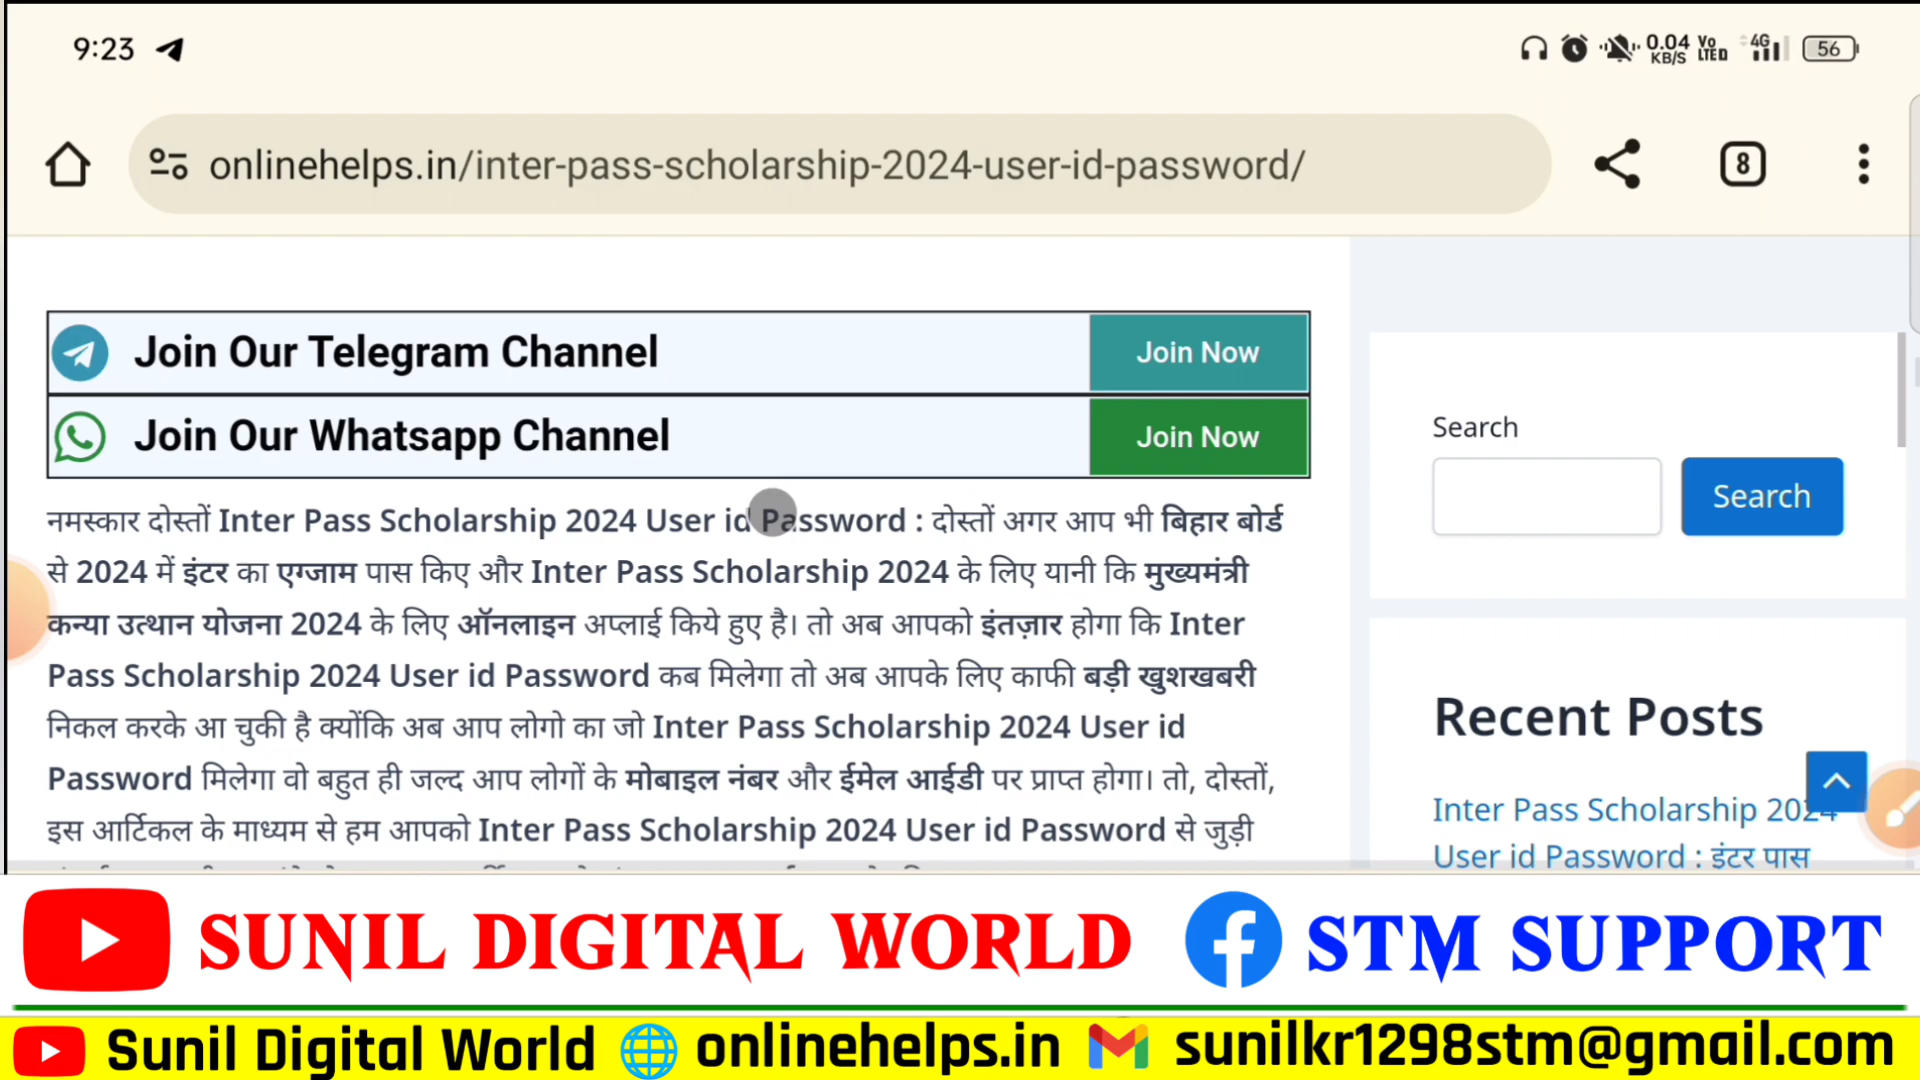 9:23
0.04 KB/S Vo LTE 4G 56
onlinehelps.in/inter-pass-scholarship-2024-user-id-password/
8
Join Our Telegram Channel Join Now
Join Our Whatsapp Channel Join Now
नमस्कार दोस्तों Inter Pass Scholarship 2024 User id Password : दोस्तों अगर आप भी बिहार बोर्ड
से 2024 में इंटर का एग्जाम पास किए और Inter Pass Scholarship 2024 के लिए यानी कि मुख्यमंत्री
कन्या उत्थान योजना 2024 के लिए ऑनलाइन अप्लाई किये हुए है। तो अब आपको इंतज़ार होगा कि Inter
Pass Scholarship 2024 User id Password कब मिलेगा तो अब आपके लिए काफी बड़ी खुशखबरी
निकल करके आ चुकी है क्योंकि अब आप लोगो का जो Inter Pass Scholarship 2024 User id
Password मिलेगा वो बहुत ही जल्द आप लोगों के मोबाइल नंबर और ईमेल आईडी पर प्राप्त होगा। तो, दोस्तों,
इस आर्टिकल के माध्यम से हम आपको Inter Pass Scholarship 2024 User id Password से जुड़ी
Search
Search
Recent Posts
Inter Pass Scholarship 2024
User id Password : इंटर पास
SUNIL DIGITAL WORLD STM SUPPORT
Sunil Digital World onlinehelps.in sunilkr1298stm@gmail.com